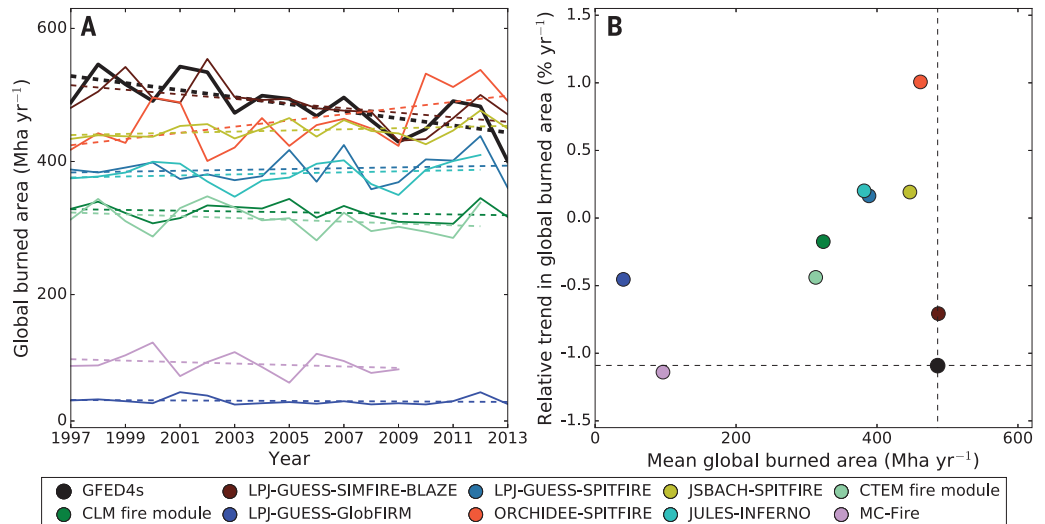 A
B
Global burned area (Mha yr⁻¹)
600
400
200
0
1997
1999
2001
2003
2005
2007
2009
2011
2013
Year
Relative trend in global burned area (% yr⁻¹)
1.5
1.0
0.5
0.0
-0.5
-1.0
-1.5
0
200
400
600
Mean global burned area (Mha yr⁻¹)
GFED4s
LPJ-GUESS-SIMFIRE-BLAZE
LPJ-GUESS-SPITFIRE
JSBACH-SPITFIRE
CTEM fire module
CLM fire module
LPJ-GUESS-GlobFIRM
ORCHIDEE-SPITFIRE
JULES-INFERNO
MC-Fire